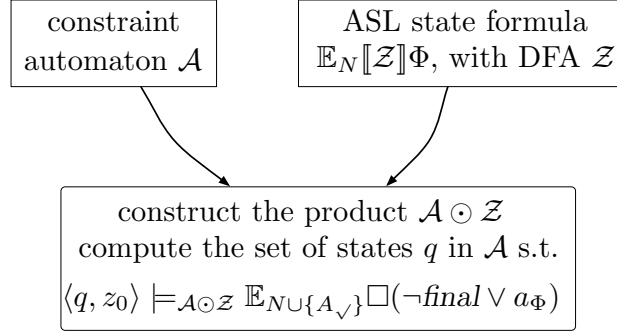 constraint
automaton 𝒜
ASL state formula
𝔼_N⟦𝒵⟧Φ, with DFA 𝒵
construct the product 𝒜 ⊙ 𝒵
compute the set of states q in 𝒜 s.t.
⟨q, z₀⟩ ⊨_{𝒜⊙𝒵} 𝔼_{N∪{A_√}}□(¬final ∨ a_Φ)